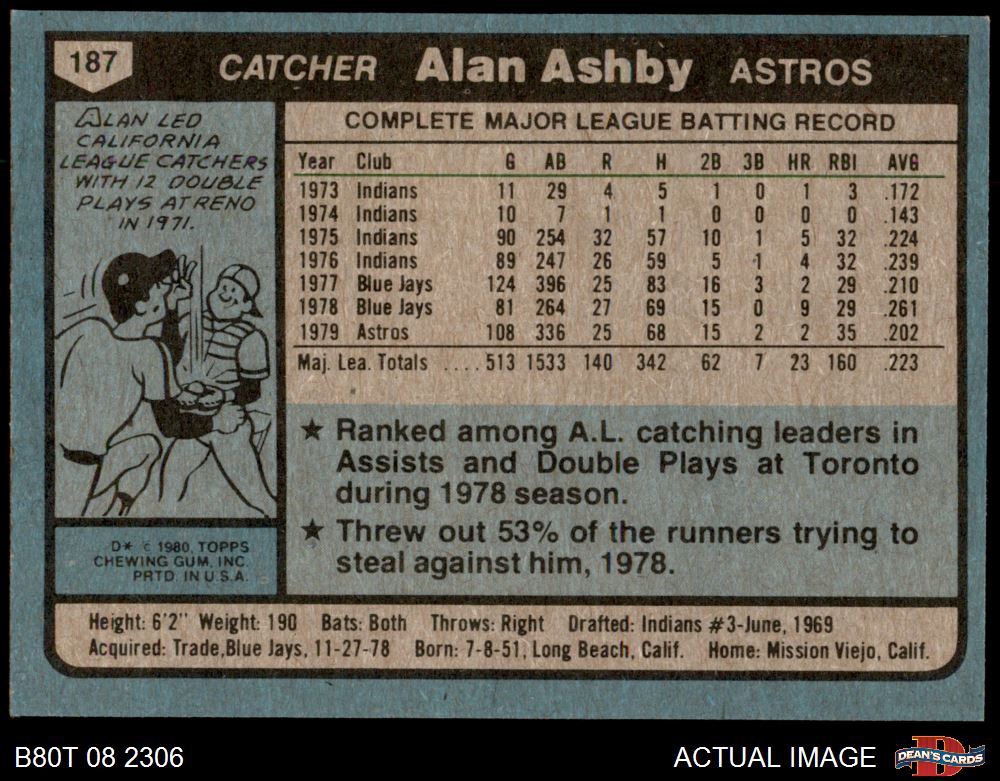 187
CATCHER Alan Ashby ASTROS
ALAN LED
CALIFORNIA
LEAGUE CATCHERS
WITH 12 DOUBLE
PLAYS AT RENO
IN 1971.
COMPLETE MAJOR LEAGUE BATTING RECORD
Year Club G AB R H 2B 3B HR RBI AVG
1973 Indians 11 29 4 5 1 0 1 3 .172
1974 Indians 10 7 1 1 0 0 0 0 .143
1975 Indians 90 254 32 57 10 1 5 32 .224
1976 Indians 89 247 26 59 5 1 4 32 .239
1977 Blue Jays 124 396 25 83 16 3 2 29 .210
1978 Blue Jays 81 264 27 69 15 0 9 29 .261
1979 Astros 108 336 25 68 15 2 2 35 .202
Maj. Lea. Totals .... 513 1533 140 342 62 7 23 160 .223
★ Ranked among A.L. catching leaders in
Assists and Double Plays at Toronto
during 1978 season.
★ Threw out 53% of the runners trying to
steal against him, 1978.
D* © 1980, TOPPS
CHEWING GUM, INC.
PRTD. IN U.S.A.
Height: 6'2" Weight: 190 Bats: Both Throws: Right Drafted: Indians #3-June, 1969
Acquired: Trade, Blue Jays, 11-27-78 Born: 7-8-51, Long Beach, Calif. Home: Mission Viejo, Calif.
B80T 08 2306
ACTUAL IMAGE
D
DEAN'S CARDS